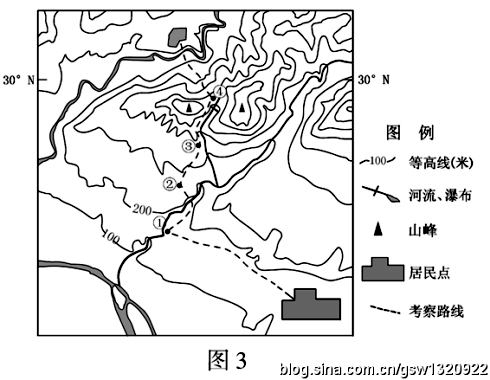 30° N
30° N
④
③
②
①
200
100
图 例
100 等高线(米)
河流、瀑布
山峰
居民点
考察路线
图 3
blog.sina.com.cn/gsw1320922